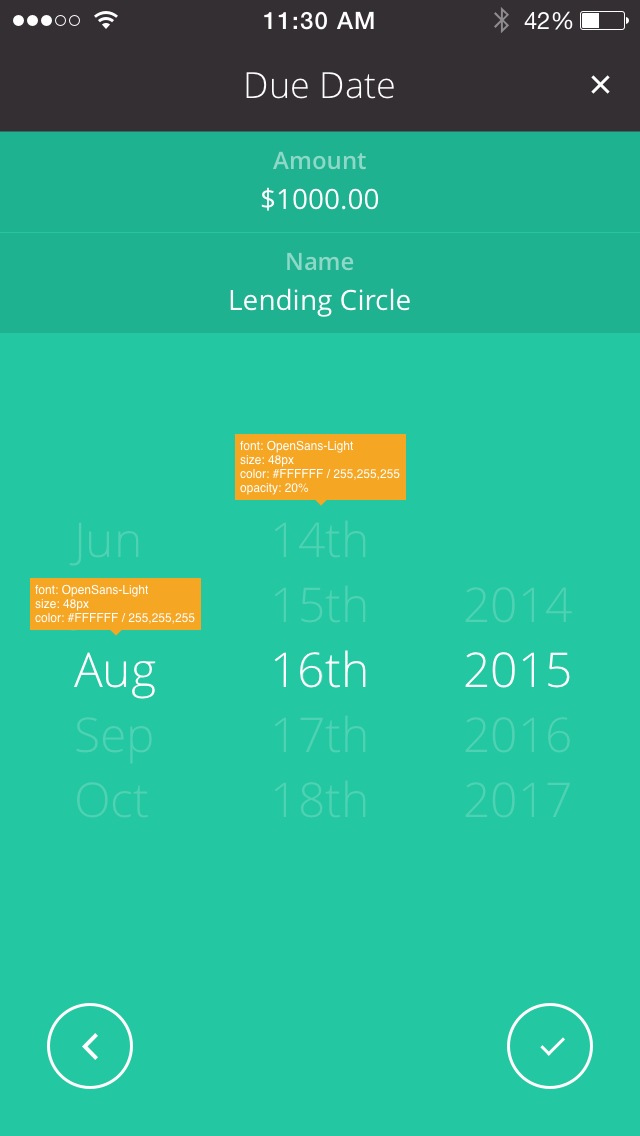 11:30 AM 42%
Due Date
Amount
$1000.00
Name
Lending Circle
font: OpenSans-Light
size: 48px
color: #FFFFFF / 255,255,255
opacity: 20%
Jun 14th
font: OpenSans-Light
size: 48px
color: #FFFFFF / 255,255,255
15th 2014
Aug 16th 2015
Sep 17th 2016
Oct 18th 2017